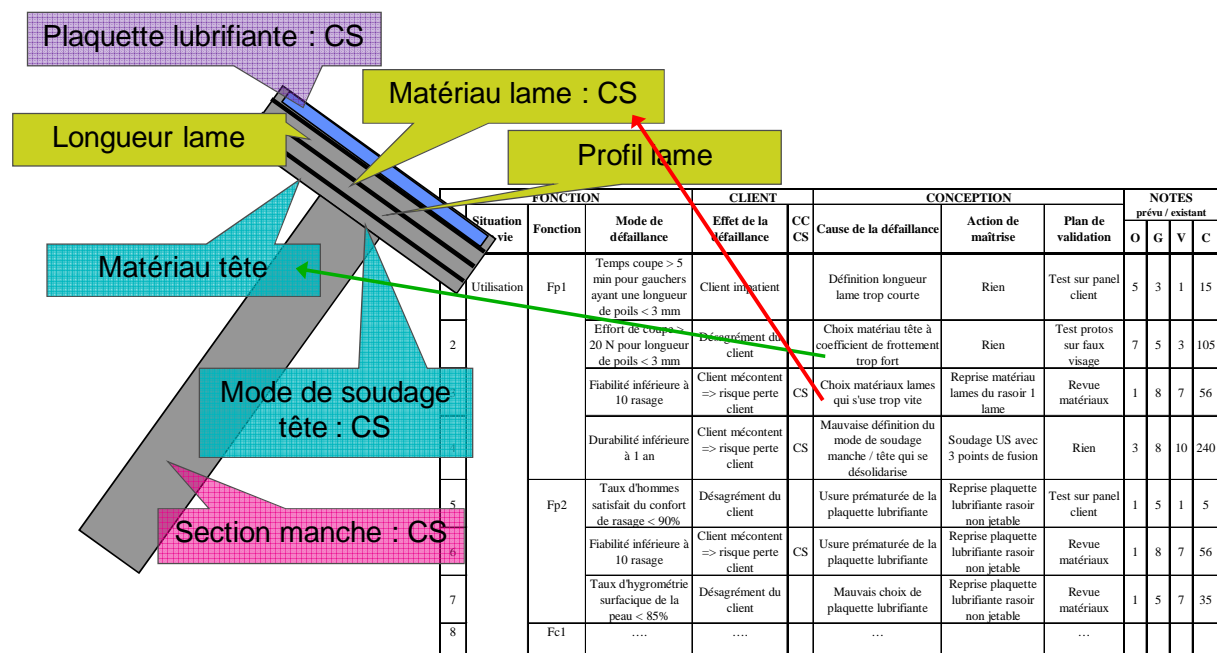 Plaquette lubrifiante : CS
Matériau lame : CS
Longueur lame
Profil lame
Matériau tête
Mode de soudage
tête : CS
Section manche : CS
FONCTION CLIENT CONCEPTION NOTES
prévu / existant
Situation
vie
Fonction
Mode de
défaillance
Effet de la
défaillance
CC
CS
Cause de la défaillance
Action de
maîtrise
Plan de
validation
O G V C
Utilisation
Fp1
Temps coupe > 5
min pour gauchers
ayant une longueur
de poils < 3 mm
Client impatient
Définition longueur
lame trop courte
Rien
Test sur panel
client
5 3 1 15
2
Effort de coupe >
20 N pour longueur
de poils < 3 mm
Désagrément du
client
Choix matériau tête à
coefficient de frottement
trop fort
Rien
Test protos
sur faux
visage
7 5 3 105
Fiabilité inférieure à
10 rasage
Client mécontent
=> risque perte
client
CS
Choix matériaux lames
qui s'use trop vite
Reprise matériau
lames du rasoir 1
lame
Revue
matériaux
1 8 7 56
4
Durabilité inférieure
à 1 an
Client mécontent
=> risque perte
client
CS
Mauvaise définition du
mode de soudage
manche / tête qui se
désolidarise
Soudage US avec
3 points de fusion
Rien
3 8 10 240
5
Fp2
Taux d'hommes
satisfait du confort
de rasage < 90%
Désagrément du
client
Usure prématurée de la
plaquette lubrifiante
Reprise plaquette
lubrifiante rasoir
non jetable
Test sur panel
client
1 5 1 5
6
Fiabilité inférieure à
10 rasage
Client mécontent
=> risque perte
client
CS
Usure prématurée de la
plaquette lubrifiante
Reprise plaquette
lubrifiante rasoir
non jetable
Revue
matériaux
1 8 7 56
7
Taux d'hygrométrie
surfacique de la
peau < 85%
Désagrément du
client
Mauvais choix de
plaquette lubrifiante
Reprise plaquette
lubrifiante rasoir
non jetable
Revue
matériaux
1 5 7 35
8
Fc1
….
….
…
…